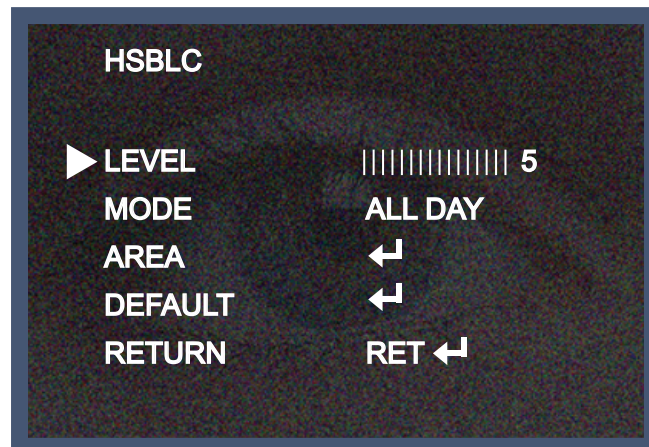 HSBLC
LEVEL |||||||||||||||| 5
MODE ALL DAY
AREA ↵
DEFAULT ↵
RETURN RET ↵